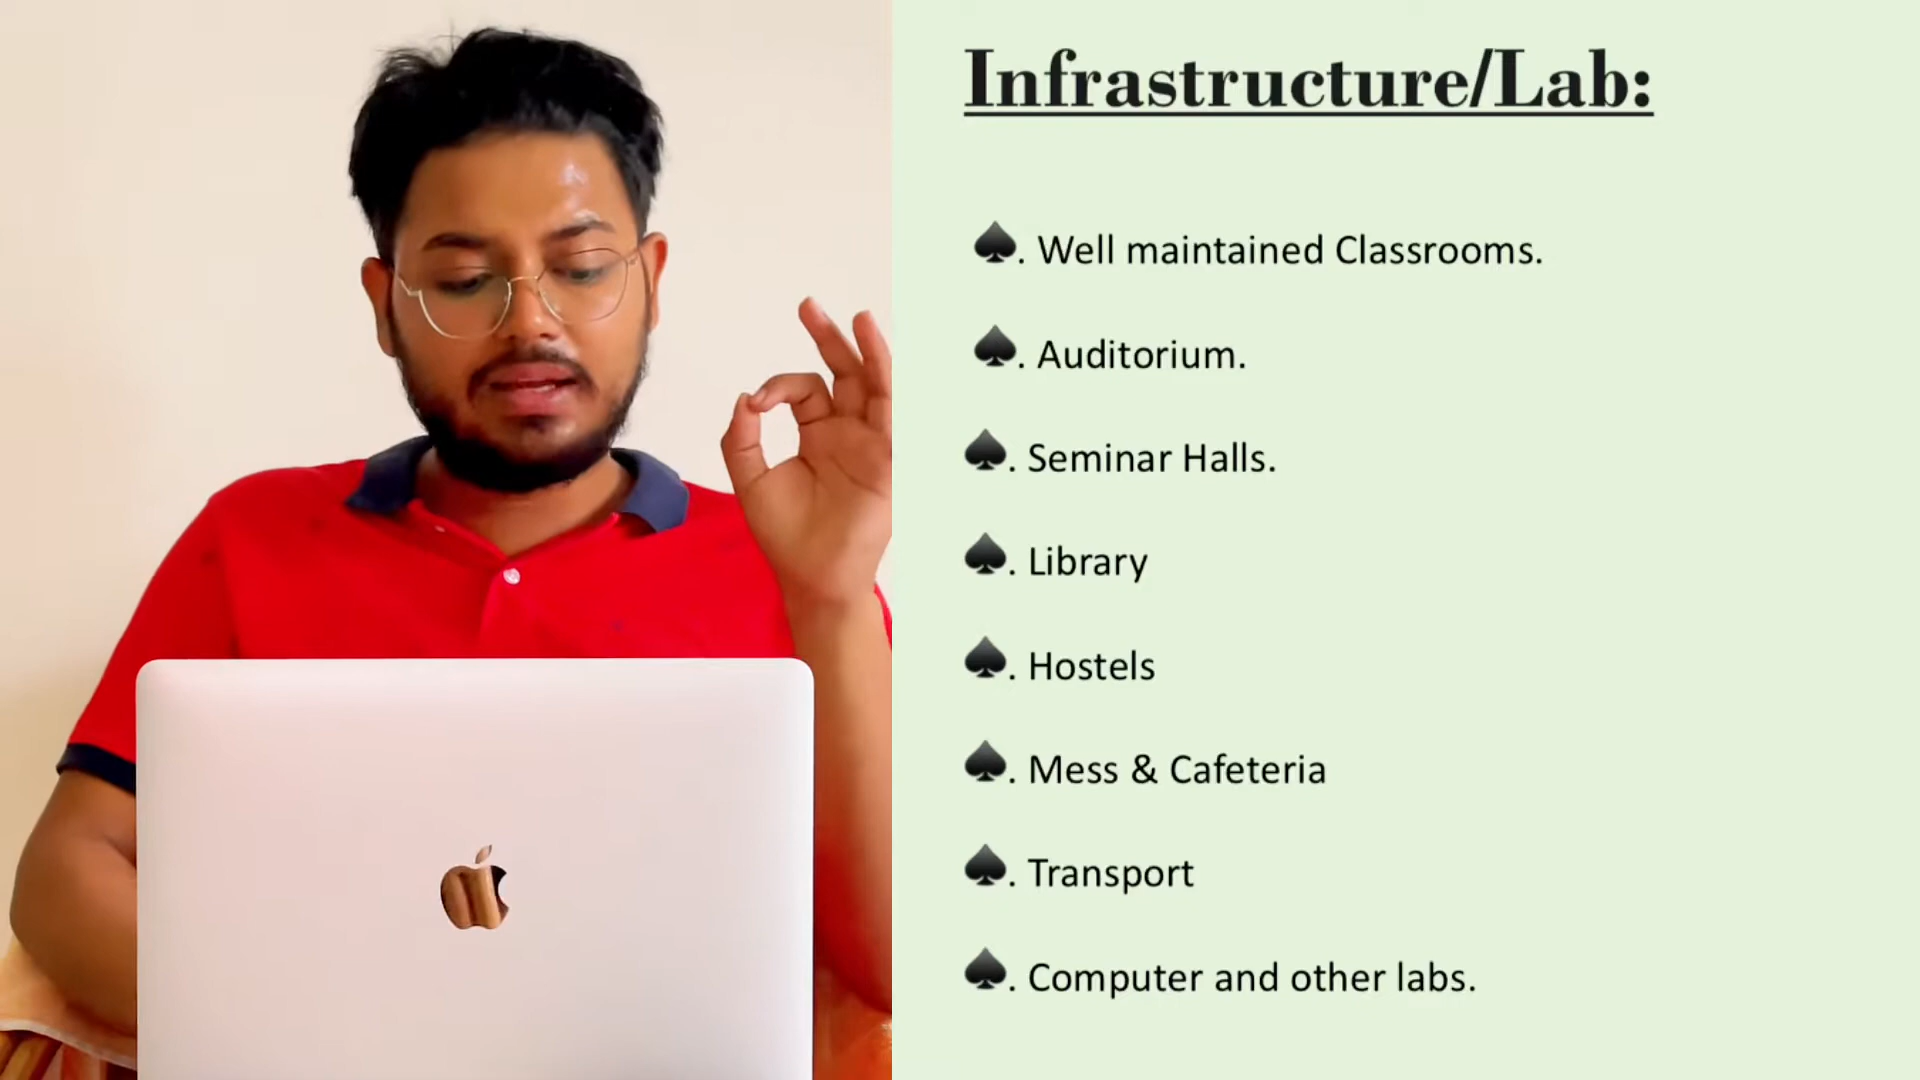 Infrastructure/Lab:
♠. Well maintained Classrooms.
♠. Auditorium.
♠. Seminar Halls.
♠. Library
♠. Hostels
♠. Mess & Cafeteria
♠. Transport
♠. Computer and other labs.